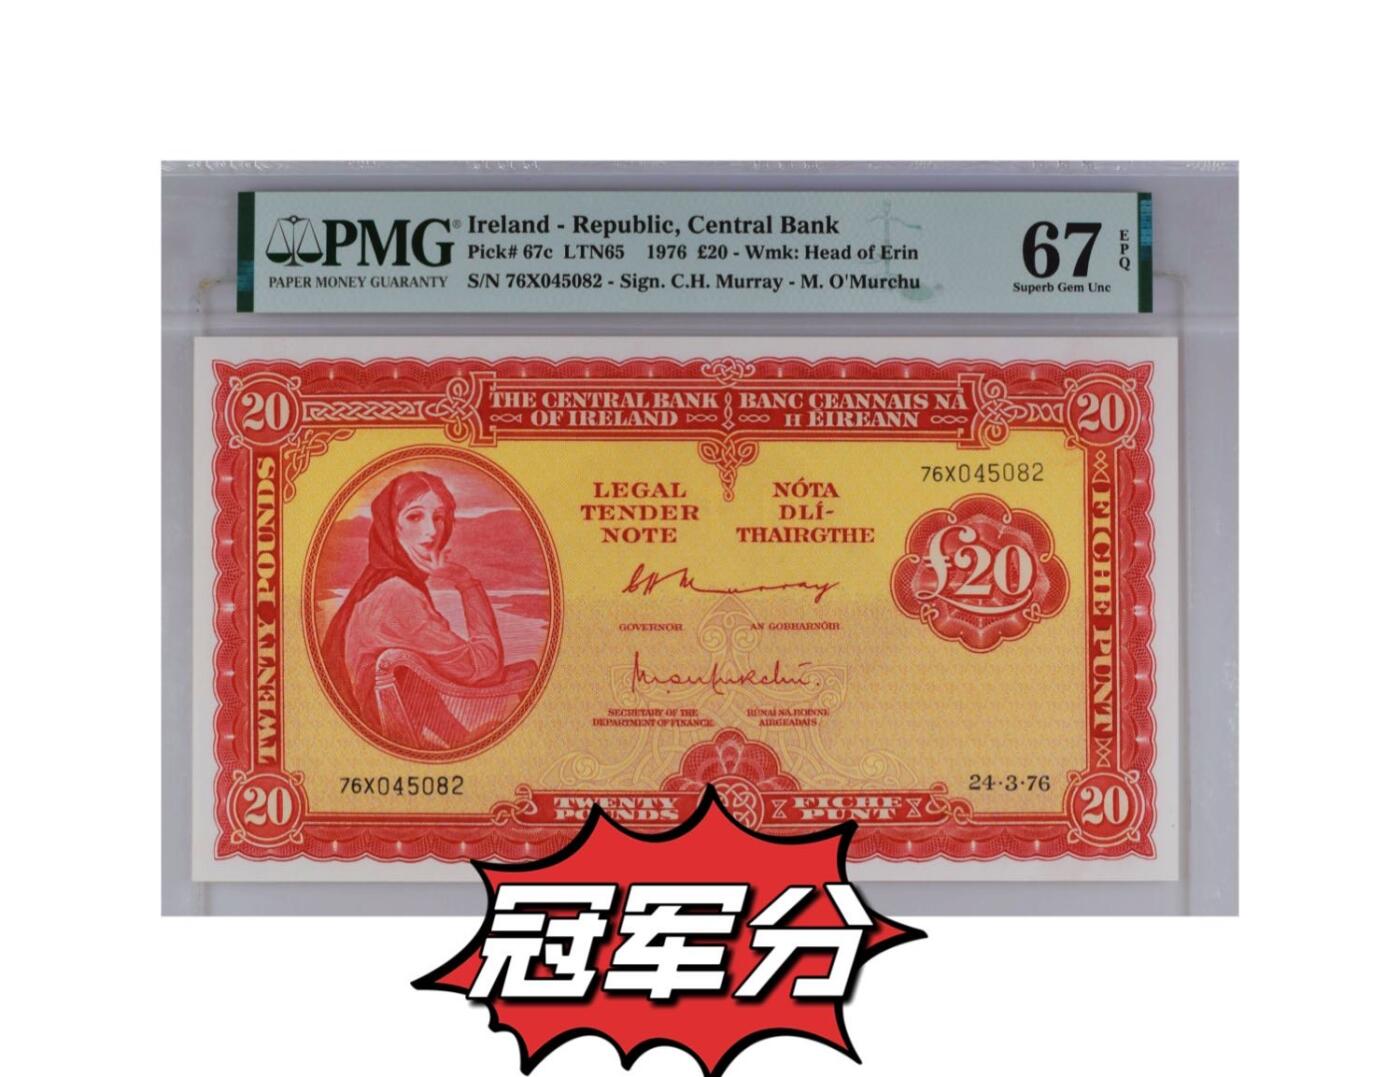 PMG®
PAPER MONEY GUARANTY
Ireland - Republic, Central Bank
Pick# 67c LTN65 1976 £20 - Wmk: Head of Erin
S/N 76X045082 - Sign. C.H. Murray - M. O'Murchu
67
EPQ
Superb Gem Unc
20
THE CENTRAL BANK
OF IRELAND
BANC CEANNAIS NA
H ÉIREANN
20
TWENTY POUNDS
LEGAL
TENDER
NOTE
NÓTA
DLÍ-
THAIRGTHE
76X045082
£20
FICHE PUNT
CH Murray
GOVERNOR
AN GOBHARNÓIR
SECRETARY OF THE
DEPARTMENT OF FINANCE
RÚNAÍ NA ROINNE
AIRGEADAIS
76X045082
24·3·76
20
TWENTY
POUNDS
FICHE
PUNT
20
冠军分